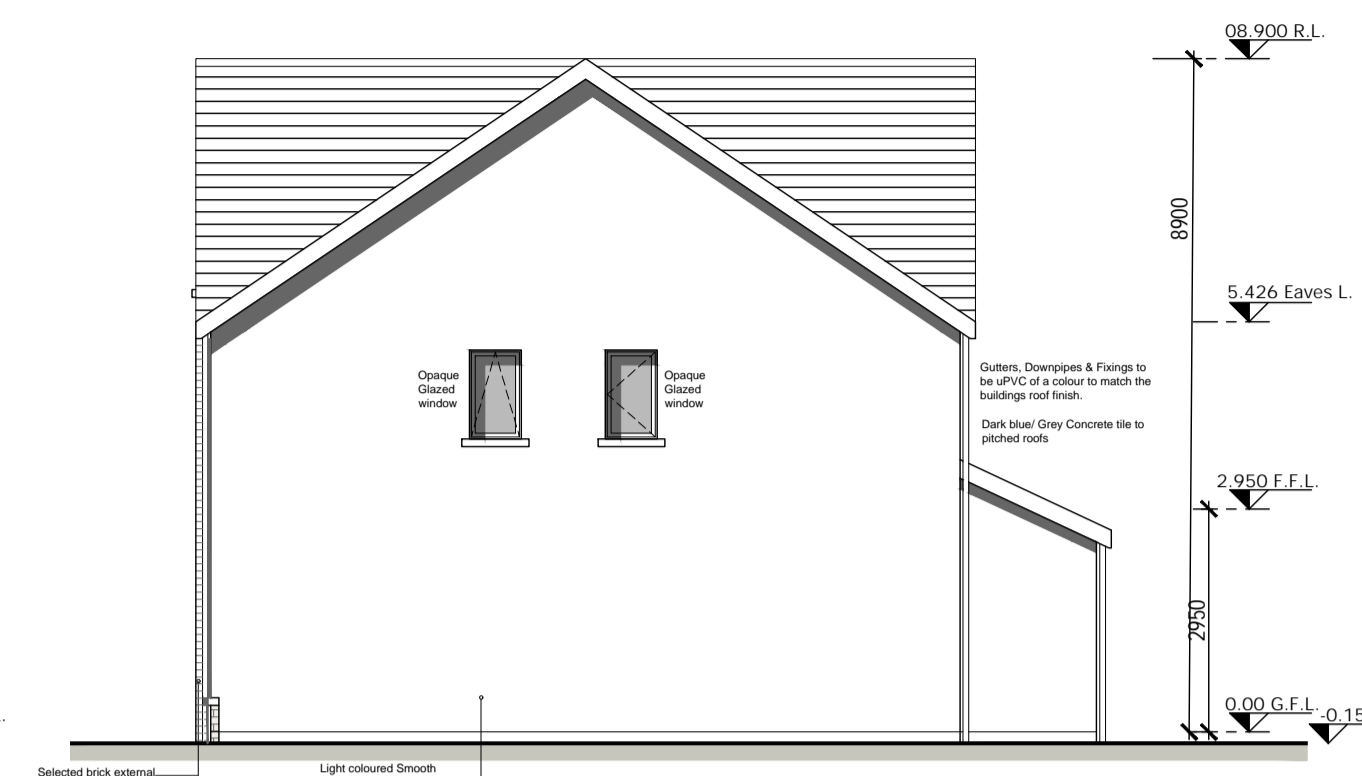 08.900 R.L.
8900
5.426 Eaves L.
Opaque
Glazed
window
Opaque
Glazed
window
Gutters, Downpipes & Fixings to
be uPVC of a colour to match the
buildings roof finish.
Dark blue/ Grey Concrete tile to
pitched roofs
2.950 F.F.L.
2950
0.00 G.F.L.
-0.15
Selected brick external
Light coloured Smooth